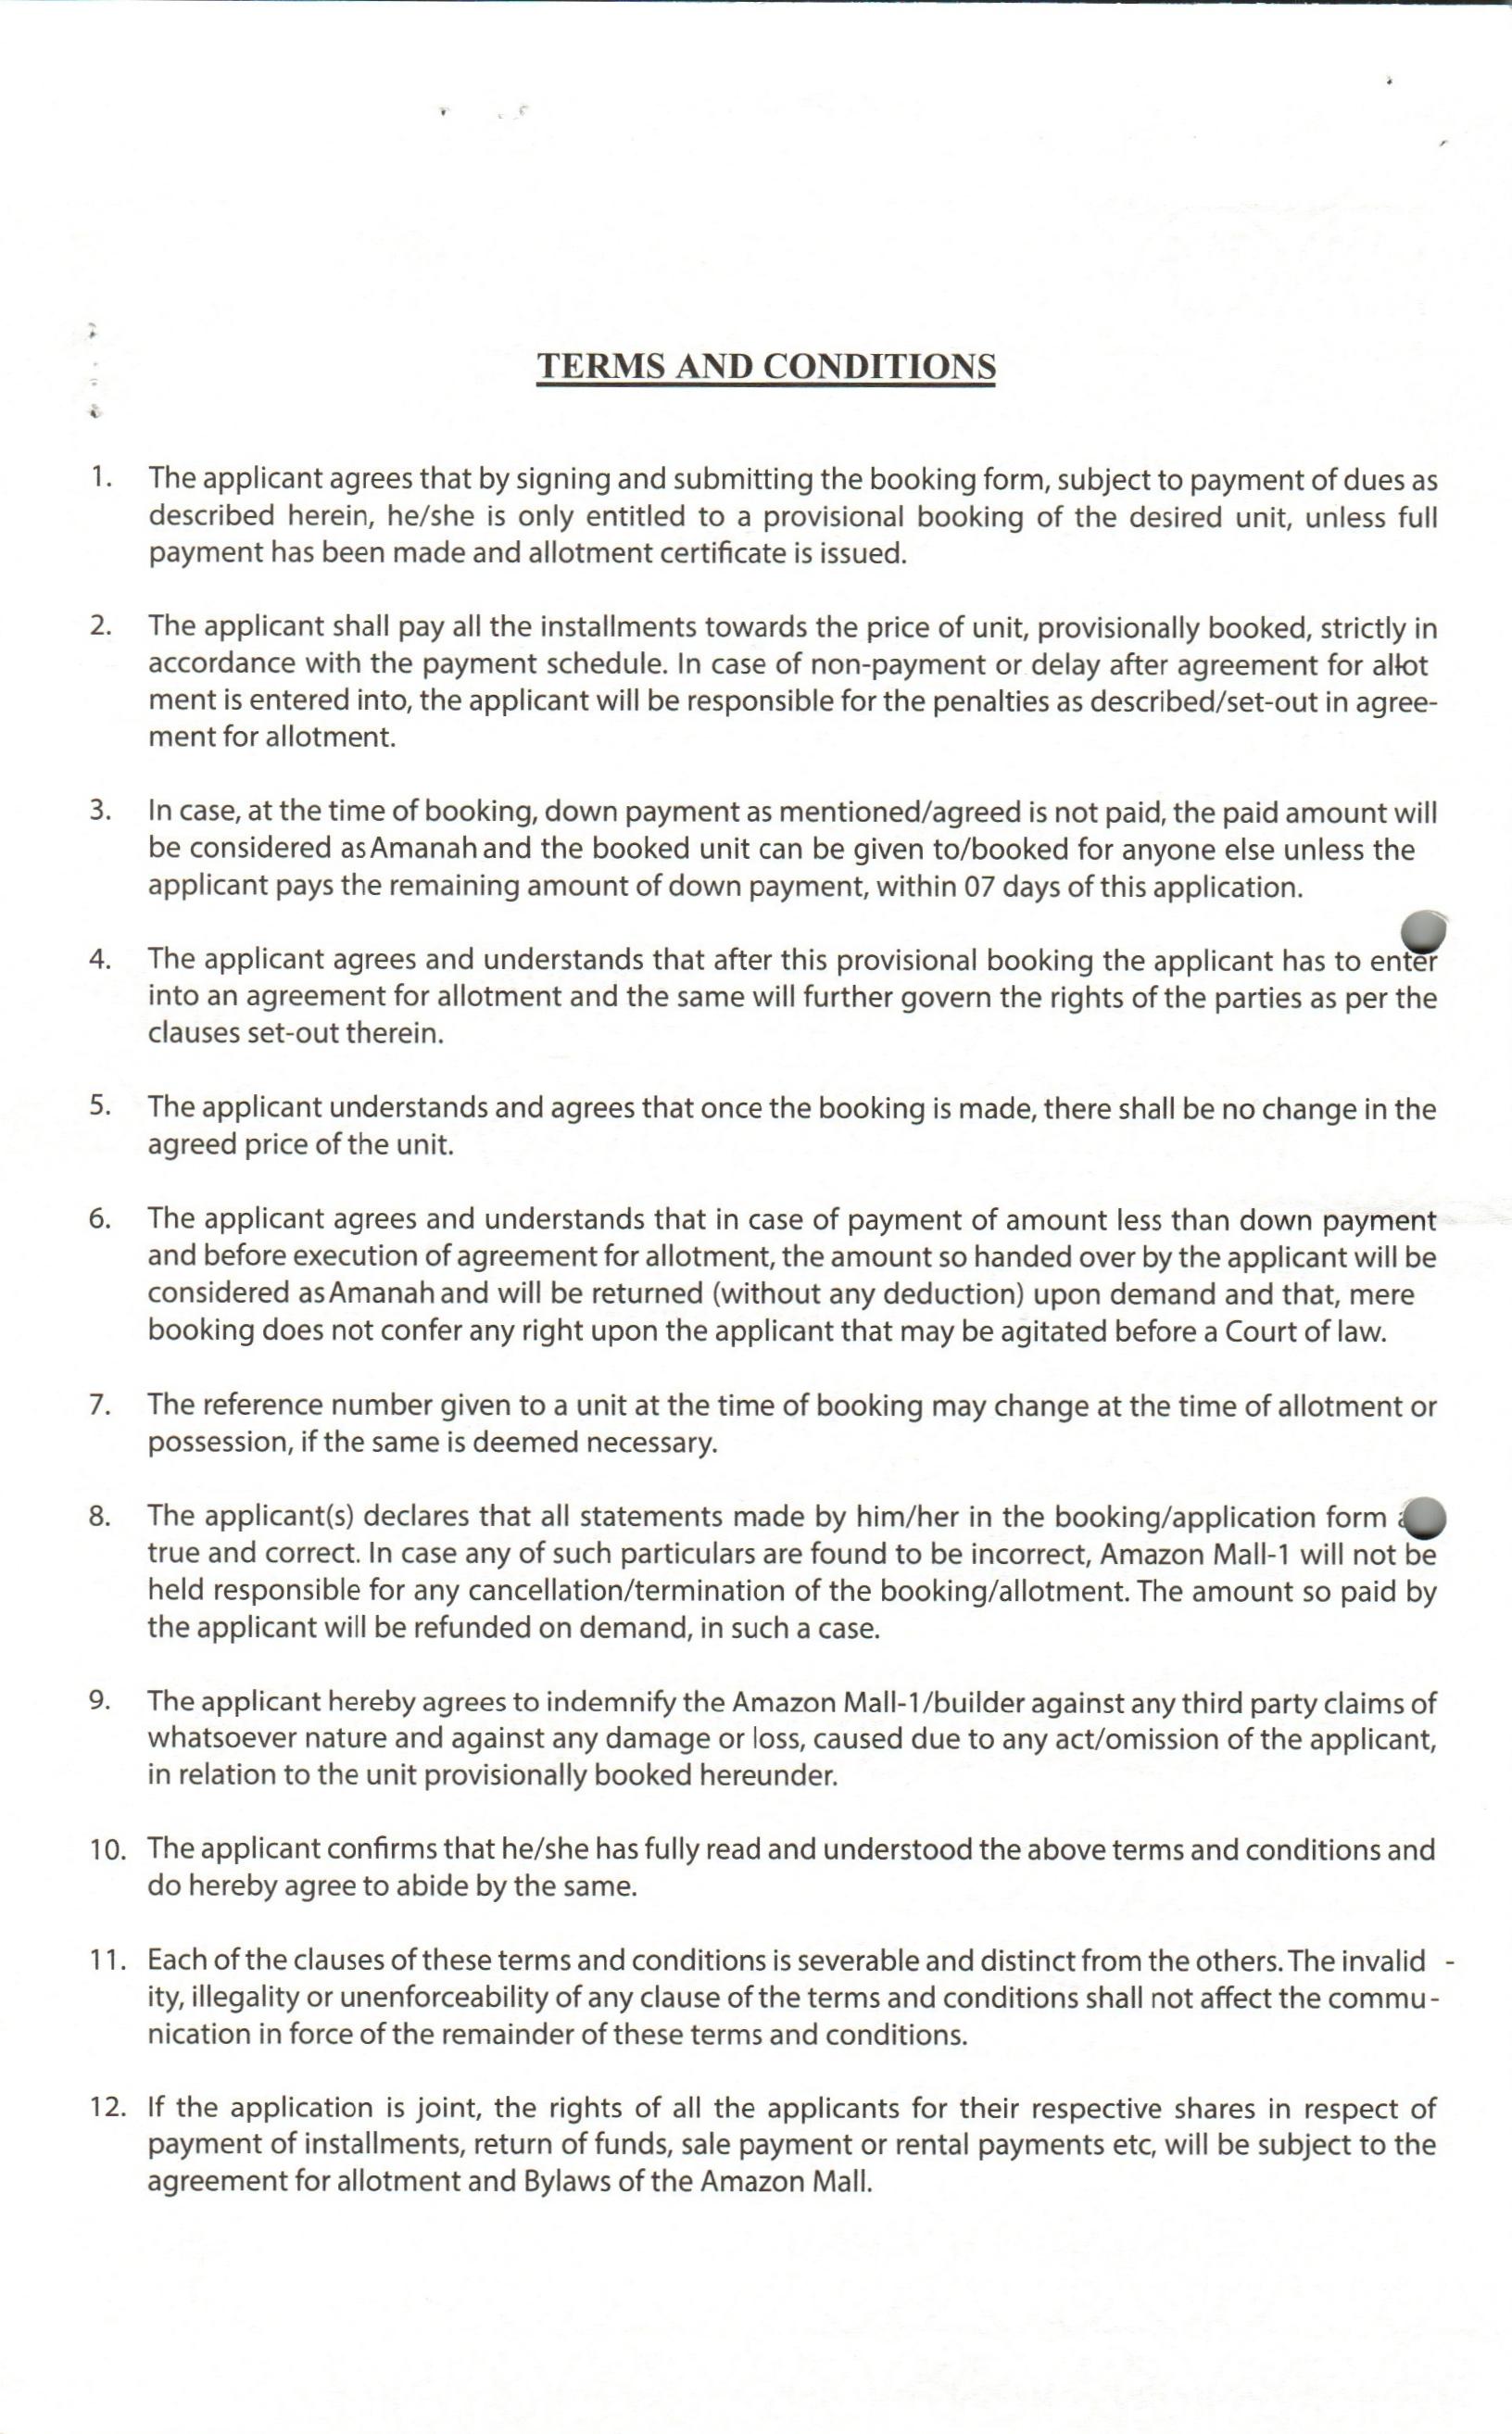 TERMS AND CONDITIONS
1. The applicant agrees that by signing and submitting the booking form, subject to payment of dues as
described herein, he/she is only entitled to a provisional booking of the desired unit, unless full
payment has been made and allotment certificate is issued.
2. The applicant shall pay all the installments towards the price of unit, provisionally booked, strictly in
accordance with the payment schedule. In case of non-payment or delay after agreement for allot
ment is entered into, the applicant will be responsible for the penalties as described/set-out in agree-
ment for allotment.
3. In case, at the time of booking, down payment as mentioned/agreed is not paid, the paid amount will
be considered as Amanah and the booked unit can be given to/booked for anyone else unless the
applicant pays the remaining amount of down payment, within 07 days of this application.
4. The applicant agrees and understands that after this provisional booking the applicant has to enter
into an agreement for allotment and the same will further govern the rights of the parties as per the
clauses set-out therein.
5. The applicant understands and agrees that once the booking is made, there shall be no change in the
agreed price of the unit.
6. The applicant agrees and understands that in case of payment of amount less than down payment
and before execution of agreement for allotment, the amount so handed over by the applicant will be
considered as Amanah and will be returned (without any deduction) upon demand and that, mere
booking does not confer any right upon the applicant that may be agitated before a Court of law.
7. The reference number given to a unit at the time of booking may change at the time of allotment or
possession, if the same is deemed necessary.
8. The applicant(s) declares that all statements made by him/her in the booking/application form
true and correct. In case any of such particulars are found to be incorrect, Amazon Mall-1 will not be
held responsible for any cancellation/termination of the booking/allotment. The amount so paid by
the applicant will be refunded on demand, in such a case.
9. The applicant hereby agrees to indemnify the Amazon Mall-1/builder against any third party claims of
whatsoever nature and against any damage or loss, caused due to any act/omission of the applicant,
in relation to the unit provisionally booked hereunder.
10. The applicant confirms that he/she has fully read and understood the above terms and conditions and
do hereby agree to abide by the same.
11. Each of the clauses of these terms and conditions is severable and distinct from the others. The invalid -
ity, illegality or unenforceability of any clause of the terms and conditions shall not affect the commu-
nication in force of the remainder of these terms and conditions.
12. If the application is joint, the rights of all the applicants for their respective shares in respect of
payment of installments, return of funds, sale payment or rental payments etc, will be subject to the
agreement for allotment and Bylaws of the Amazon Mall.